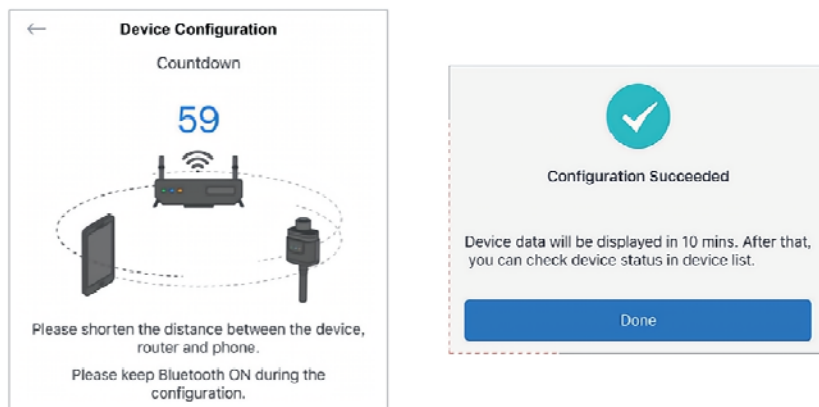 Device Configuration
Countdown
59
Please shorten the distance between the device,
router and phone.
Please keep Bluetooth ON during the
configuration.
Configuration Succeeded
Device data will be displayed in 10 mins. After that,
you can check device status in device list.
Done